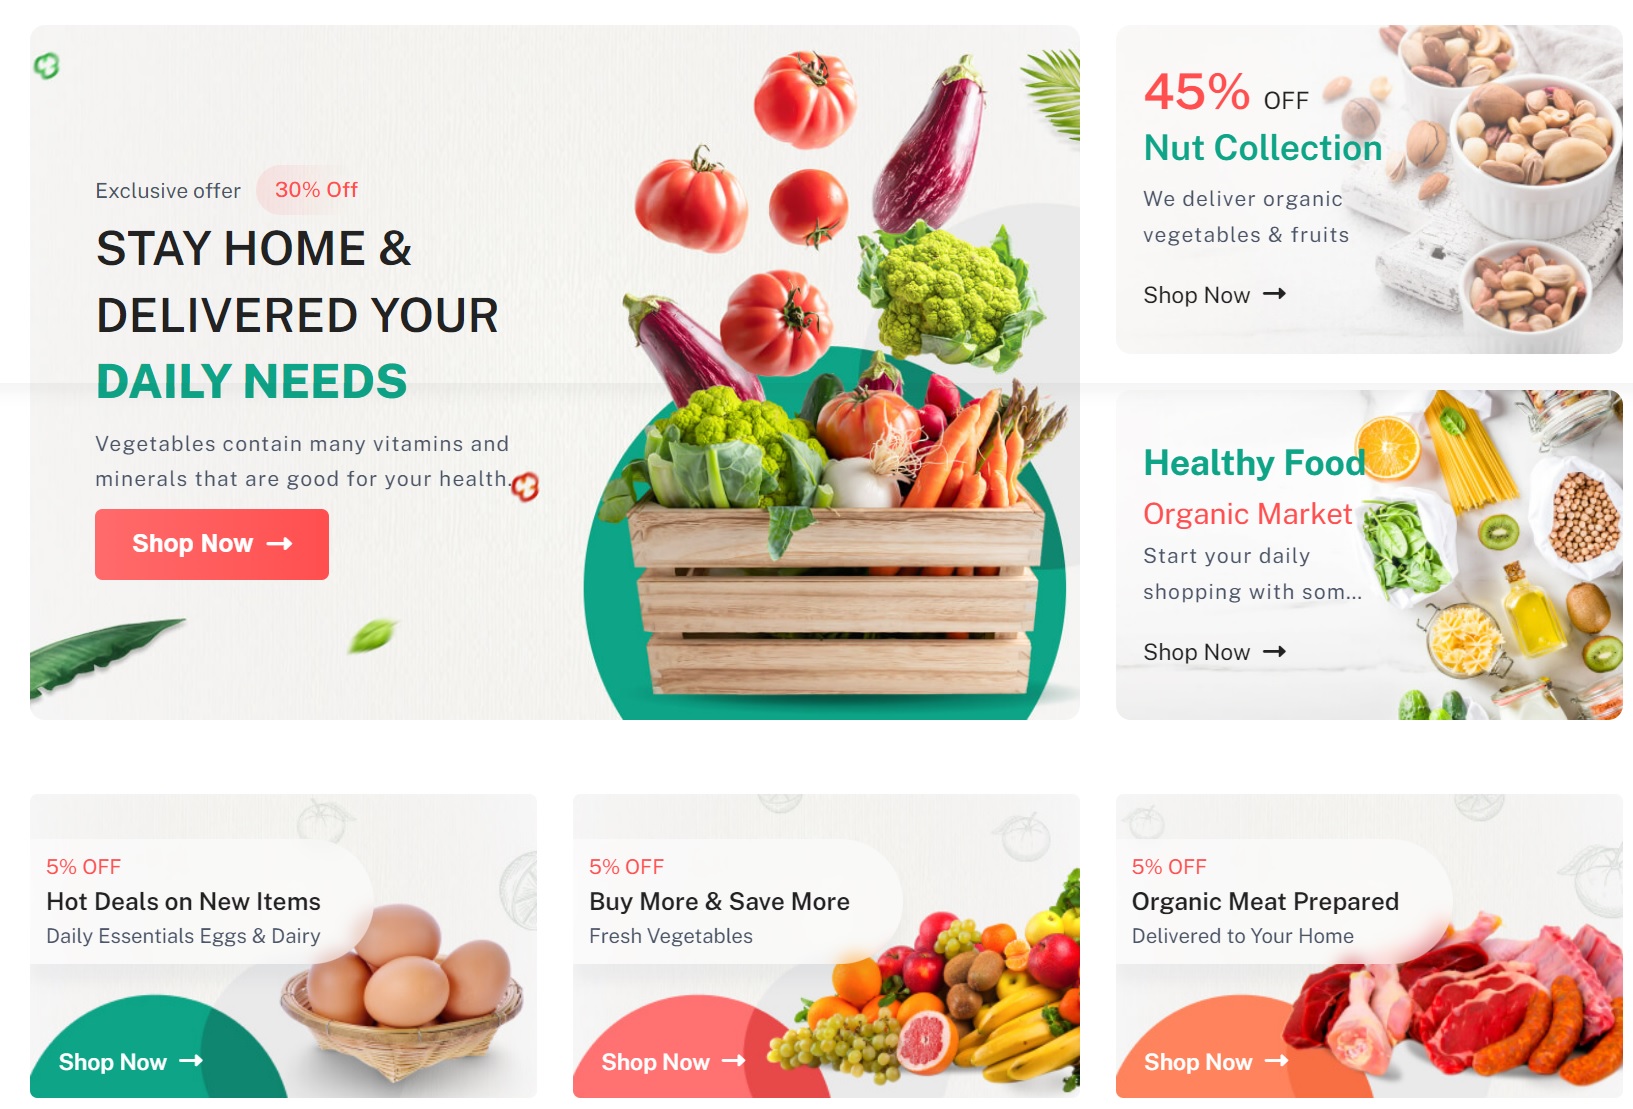 Exclusive offer 30% Off
STAY HOME &
DELIVERED YOUR
DAILY NEEDS
Vegetables contain many vitamins and
minerals that are good for your health.
Shop Now
45% OFF
Nut Collection
We deliver organic
vegetables & fruits
Shop Now
Healthy Food
Organic Market
Start your daily
shopping with som...
Shop Now
5% OFF
Hot Deals on New Items
Daily Essentials Eggs & Dairy
Shop Now
5% OFF
Buy More & Save More
Fresh Vegetables
Shop Now
5% OFF
Organic Meat Prepared
Delivered to Your Home
Shop Now